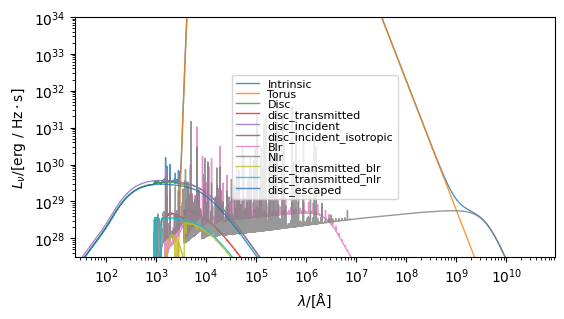 10^34
10^33
10^32
10^31
10^30
10^29
10^28
L_ν/[erg / Hz · s]
Intrinsic
Torus
Disc
disc_transmitted
disc_incident
disc_incident_isotropic
Blr
Nlr
disc_transmitted_blr
disc_transmitted_nlr
disc_escaped
10^2 10^3 10^4 10^5 10^6 10^7 10^8 10^9 10^10
λ/[Å]